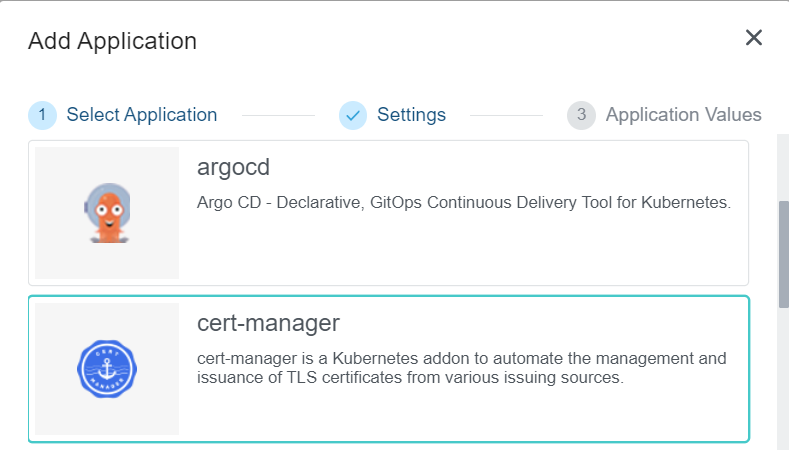 Add Application
1 Select Application Settings 3 Application Values
argocd
Argo CD - Declarative, GitOps Continuous Delivery Tool for Kubernetes.
cert-manager
cert-manager is a Kubernetes addon to automate the management and
issuance of TLS certificates from various issuing sources.
CERT
MANAGER